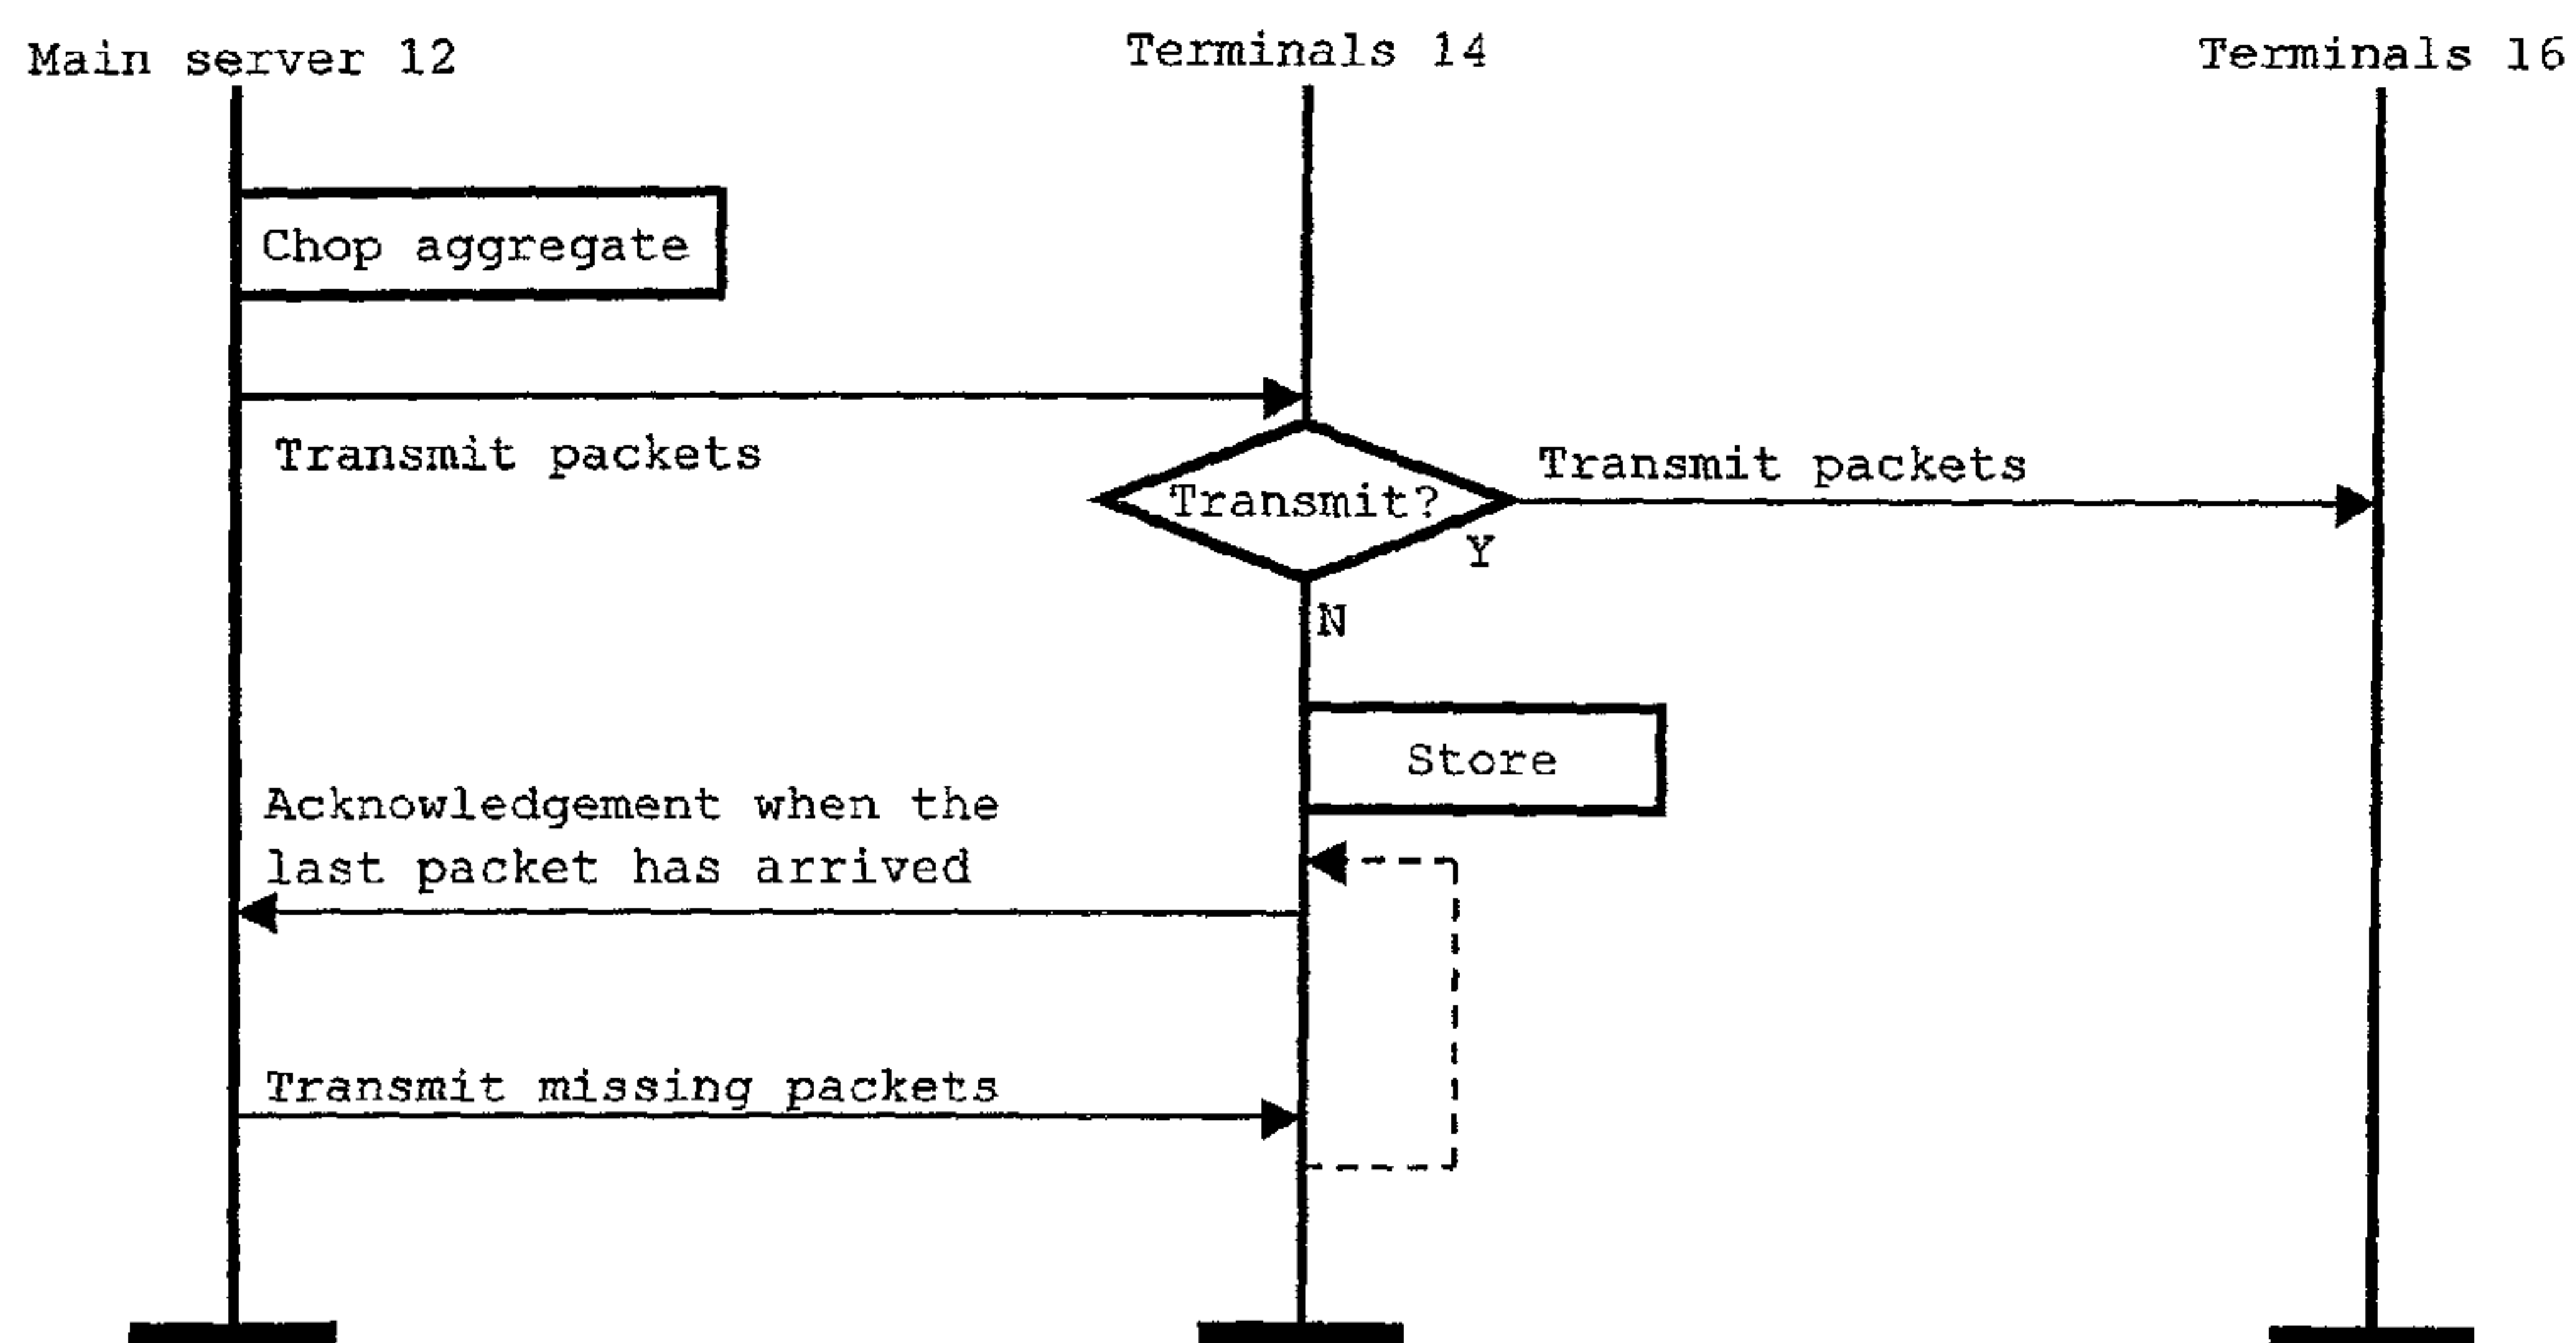 Main server 12
Terminals 14
Terminals 16
Chop aggregate
Transmit packets
Transmit?
Transmit packets
Y
N
Store
Acknowledgement when the
last packet has arrived
Transmit missing packets